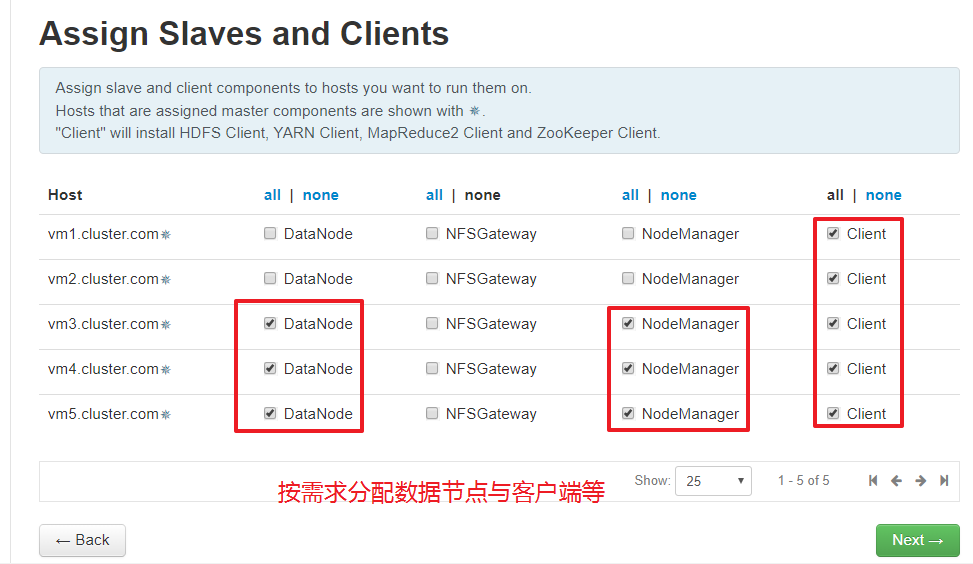 Assign Slaves and Clients
Assign slave and client components to hosts you want to run them on.
Hosts that are assigned master components are shown with ✵.
"Client" will install HDFS Client, YARN Client, MapReduce2 Client and ZooKeeper Client.
Host all | none all | none all | none all | none
vm1.cluster.com✵ DataNode NFSGateway NodeManager Client
vm2.cluster.com✵ DataNode NFSGateway NodeManager Client
vm3.cluster.com✵ DataNode NFSGateway NodeManager Client
vm4.cluster.com✵ DataNode NFSGateway NodeManager Client
vm5.cluster.com✵ DataNode NFSGateway NodeManager Client
按需求分配数据节点与客户端等 Show: 25 1 - 5 of 5
← Back Next →